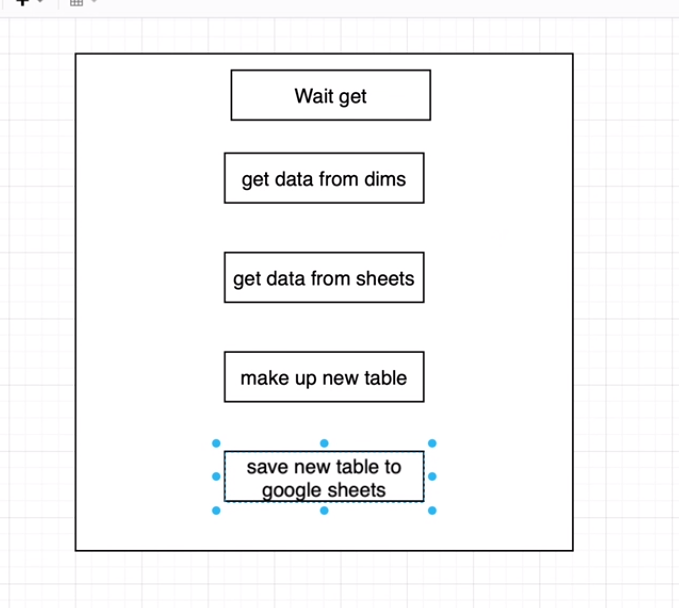 Wait get
get data from dims
get data from sheets
make up new table
save new table to
google sheets